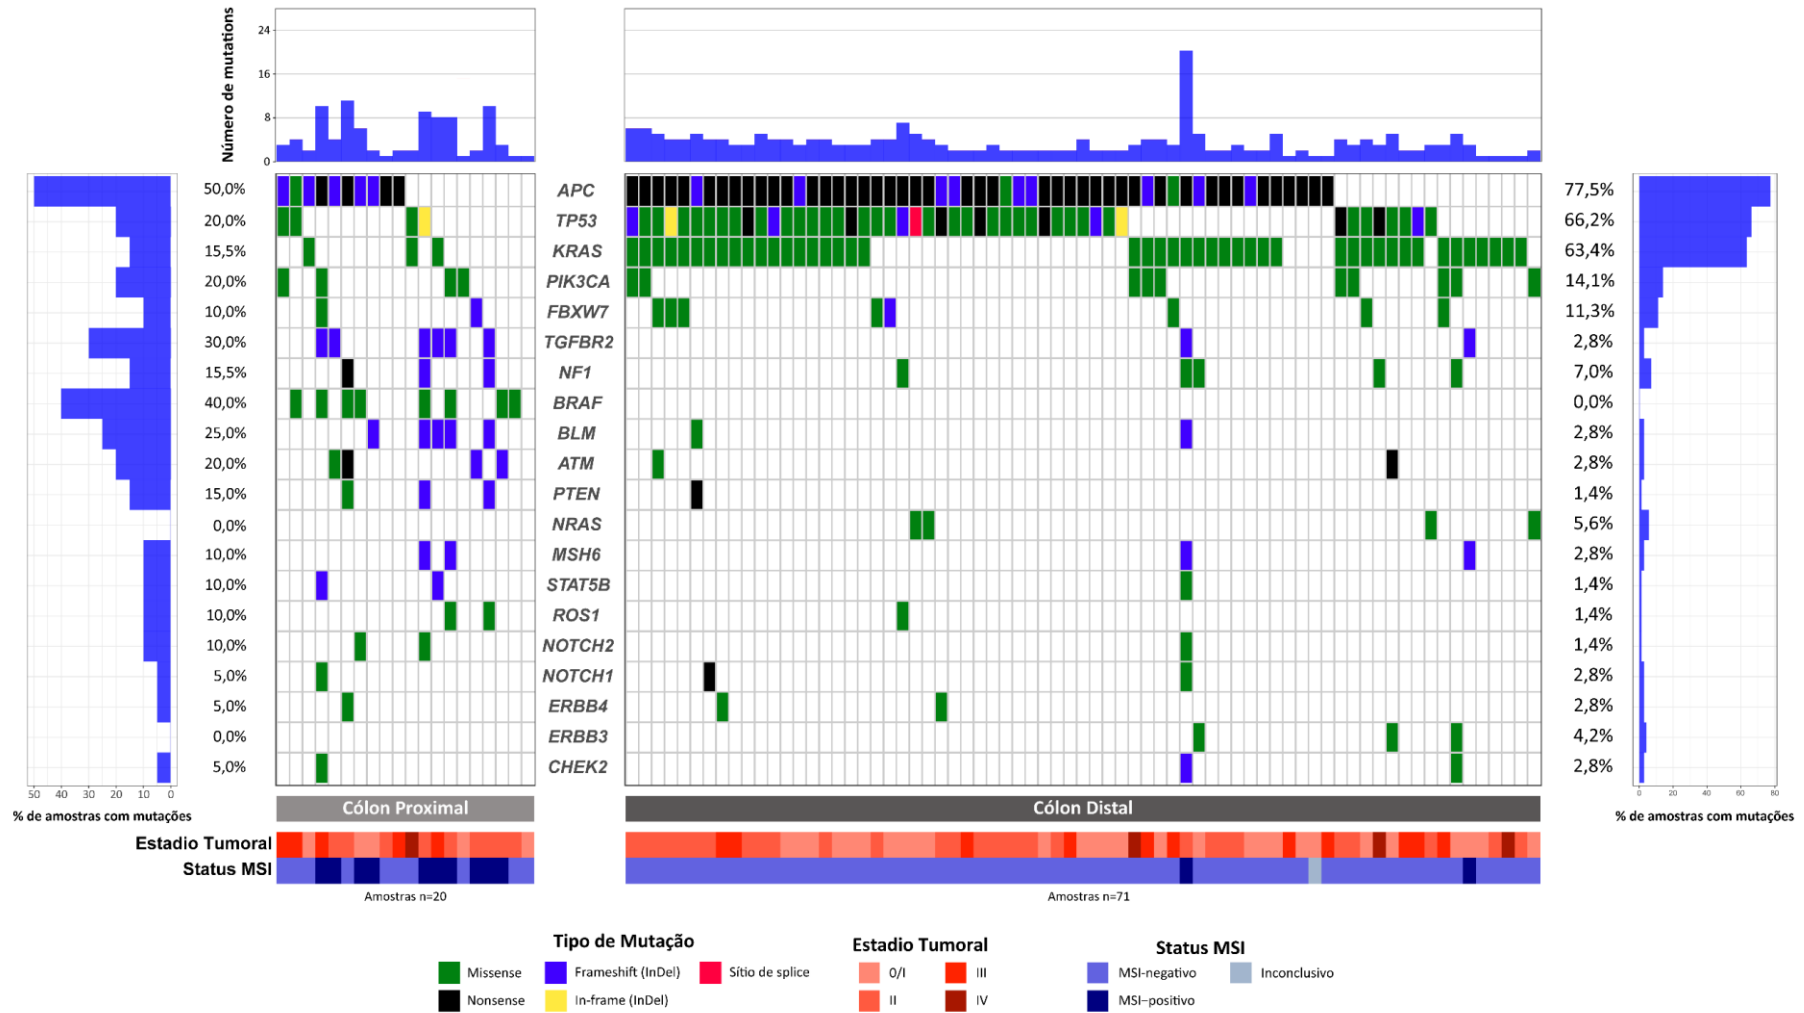 Número de mutations
24
16
8
0
50,0% APC 77,5%
20,0% TP53 66,2%
15,5% KRAS 63,4%
20,0% PIK3CA 14,1%
10,0% FBXW7 11,3%
30,0% TGFBR2 2,8%
15,5% NF1 7,0%
40,0% BRAF 0,0%
25,0% BLM 2,8%
20,0% ATM 2,8%
15,0% PTEN 1,4%
0,0% NRAS 5,6%
10,0% MSH6 2,8%
10,0% STAT5B 1,4%
10,0% ROS1 1,4%
10,0% NOTCH2 1,4%
5,0% NOTCH1 2,8%
5,0% ERBB4 2,8%
0,0% ERBB3 4,2%
5,0% CHEK2 2,8%
50 40 30 20 10 0
0 20 40 60 80
% de amostras com mutações
Cólon Proximal
Cólon Distal
% de amostras com mutações
Estadio Tumoral
Status MSI
Amostras n=20
Amostras n=71
Tipo de Mutação
Missense
Frameshift (InDel)
Sítio de splice
Nonsense
In-frame (InDel)
Estadio Tumoral
0/I
III
II
IV
Status MSI
MSI-negativo
Inconclusivo
MSI–positivo